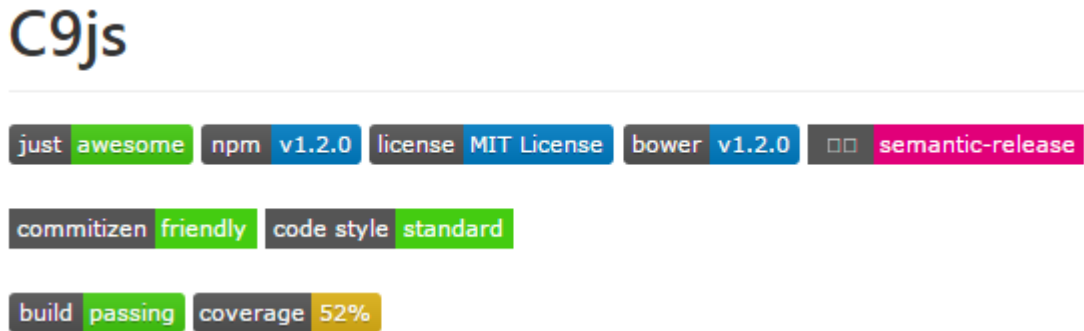 C9js
just awesome npm v1.2.0 license MIT License bower v1.2.0 semantic-release
commitizen friendly code style standard
build passing coverage 52%